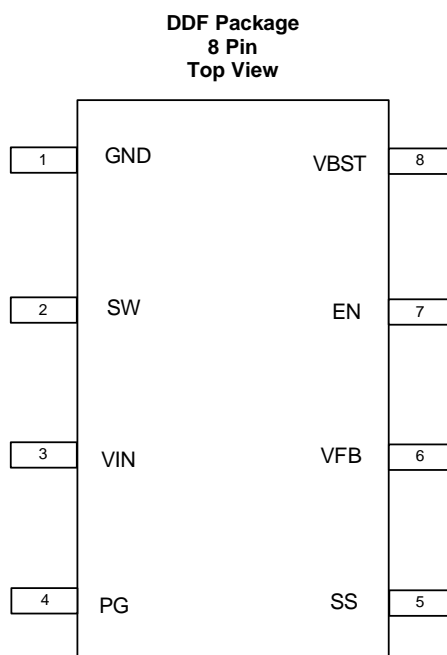 DDF Package
8 Pin
Top View
1 GND VBST 8
2 SW EN 7
3 VIN VFB 6
4 PG SS 5